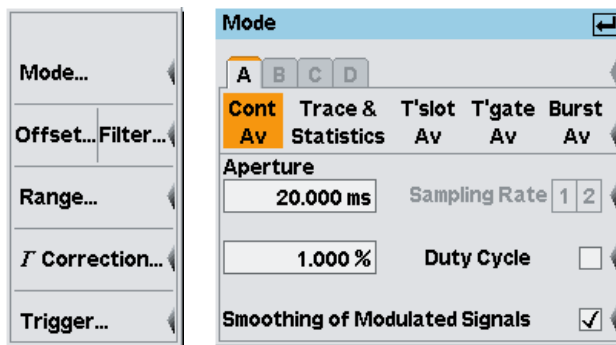 Mode...
Offset... Filter...
Range...
Γ Correction...
Trigger...
Mode
A B C D
Cont Av
Trace & Statistics
T'slot Av
T'gate Av
Burst Av
Aperture
20.000 ms
Sampling Rate 1 2
1.000 %
Duty Cycle
Smoothing of Modulated Signals